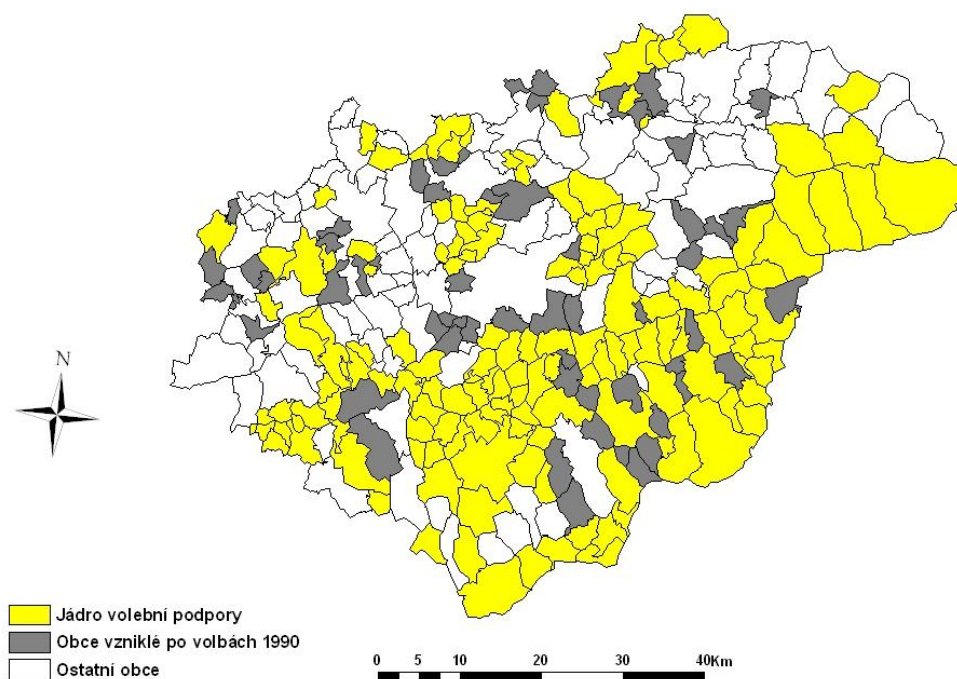 N
Jádro volební podpory
Obce vzniklé po volbách 1990
Ostatní obce
0 5 10 20 30 40Km